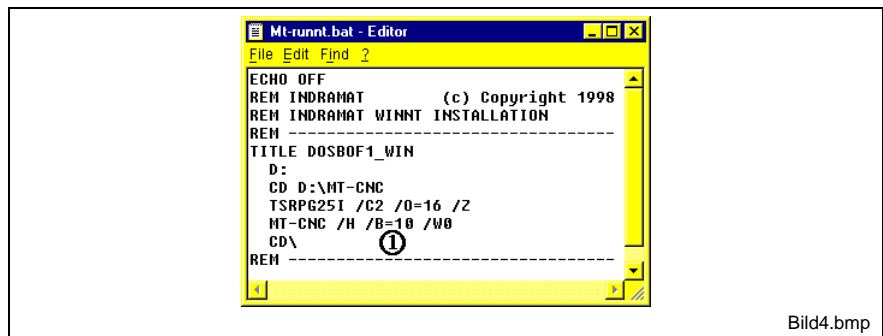 Mt-runnt.bat - Editor
File Edit Find ?
ECHO OFF
REM INDRAMAT (c) Copyright 1998
REM INDRAMAT WINNT INSTALLATION
REM ----------------------------------
TITLE DOSBOF1_WIN
D:
CD D:\MT-CNC
TSRPG25I /C2 /O=16 /Z
MT-CNC /H /B=10 /W0
CD\ ①
REM ----------------------------------
Bild4.bmp